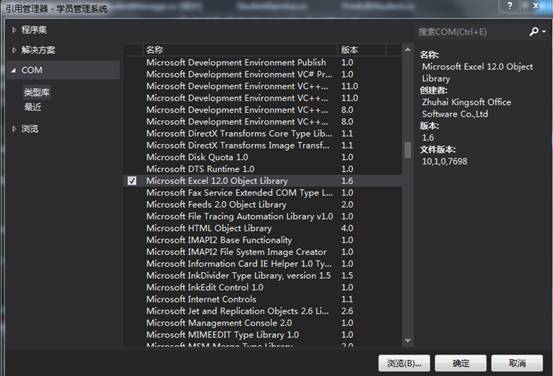 引用管理器 - 学员管理系统
程序集
解决方案
COM
类型库
最近
浏览
名称 版本
Microsoft Development Environment Publish 1.0
Microsoft Development Environment VC# Pr... 1.0
Microsoft Development Environment VC++... 11.0
Microsoft Development Environment VC++... 11.0
Microsoft Development Environment VC++... 8.0
Microsoft Development Environment VC++... 8.0
Microsoft DirectX Transforms Core Type Lib... 1.1
Microsoft DirectX Transforms Image Transf... 1.1
Microsoft Disk Quota 1.0 1.0
Microsoft DTS Runtime 1.0 1.0
Microsoft Excel 12.0 Object Library 1.6
Microsoft Fax Service Extended COM Type L... 1.0
Microsoft Feeds 2.0 Object Library 2.0
Microsoft File Tracing Automation Library v1.0 1.0
Microsoft HTML Object Library 4.0
Microsoft IMAPI2 Base Functionality 1.0
Microsoft IMAPI2 File System Image Creator 1.0
Microsoft Information Card IE Helper 1.0 Ty... 1.0
Microsoft InkDivider Type Library, version 1.5 1.5
Microsoft InkEdit Control 1.0 1.0
Microsoft Internet Controls 1.1
Microsoft Jet and Replication Objects 2.6 Li... 2.6
Microsoft Management Console 2.0 1.0
Microsoft MIMEEDIT Type Library 1.0 1.0
Microsoft MSM Merge Type Library 2.0
搜索COM(Ctrl+E)
名称:
Microsoft Excel 12.0 Object
Library
创建者:
Zhuhai Kingsoft Office
Software Co.,Ltd
版本:
1.6
文件版本:
10,1,0,7698
浏览(B)...
确定
取消